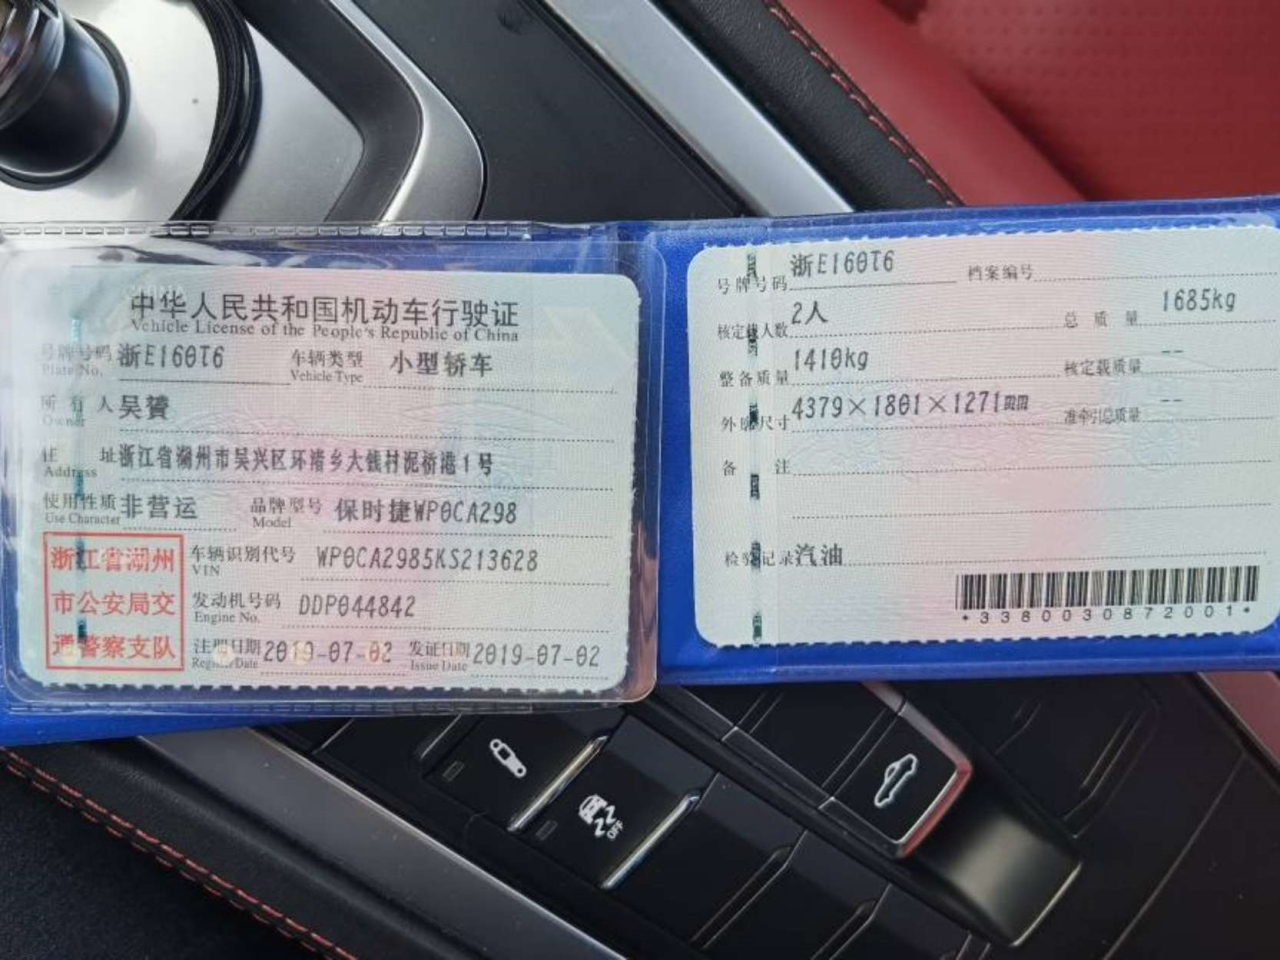 中华人民共和国机动车行驶证
Vehicle License of the People's Republic of China
号牌号码 浙E160T6 车辆类型 小型轿车
Plate No. Vehicle Type
所有人 吴赟
Owner
住址 浙江省湖州市吴兴区环渚乡大钱村泥桥港1号
Address
使用性质 非营运 品牌型号 保时捷WP0CA298
Use Character Model
浙江省湖州
市公安局交
通警察支队
车辆识别代号 WP0CA2985KS213628
VIN
发动机号码 DDP044842
Engine No.
注册日期 2019-07-02 发证日期 2019-07-02
Register Date Issue Date
号牌号码 浙E160T6 档案编号
核定载人数 2人 总质量 1685kg
整备质量 1410kg 核定载质量 --
外廓尺寸 4379×1801×1271mm 准牵引总质量 --
备注
检验记录 汽油
*3380030872001*